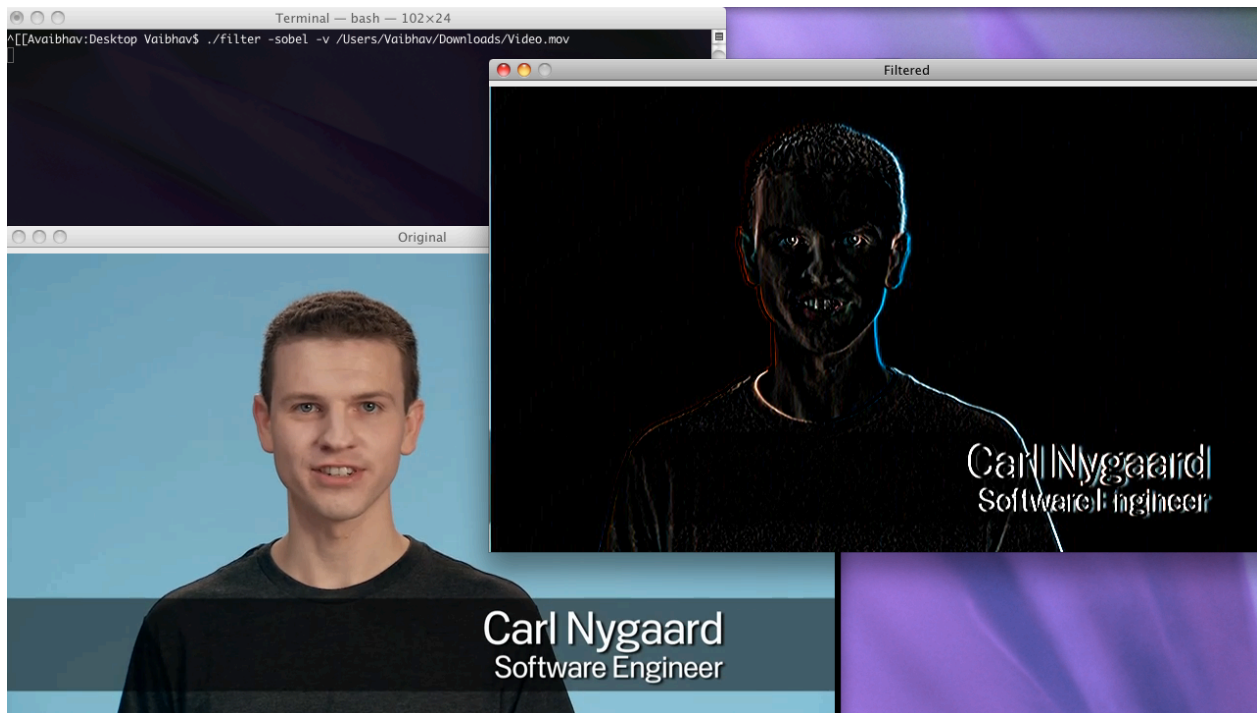 Terminal — bash — 102×24
^[[Avaibhav:Desktop Vaibhav$ ./filter -sobel -v /Users/Vaibhav/Downloads/Video.mov
Filtered
Carl Nygaard
Software Engineer
Original
Carl Nygaard
Software Engineer